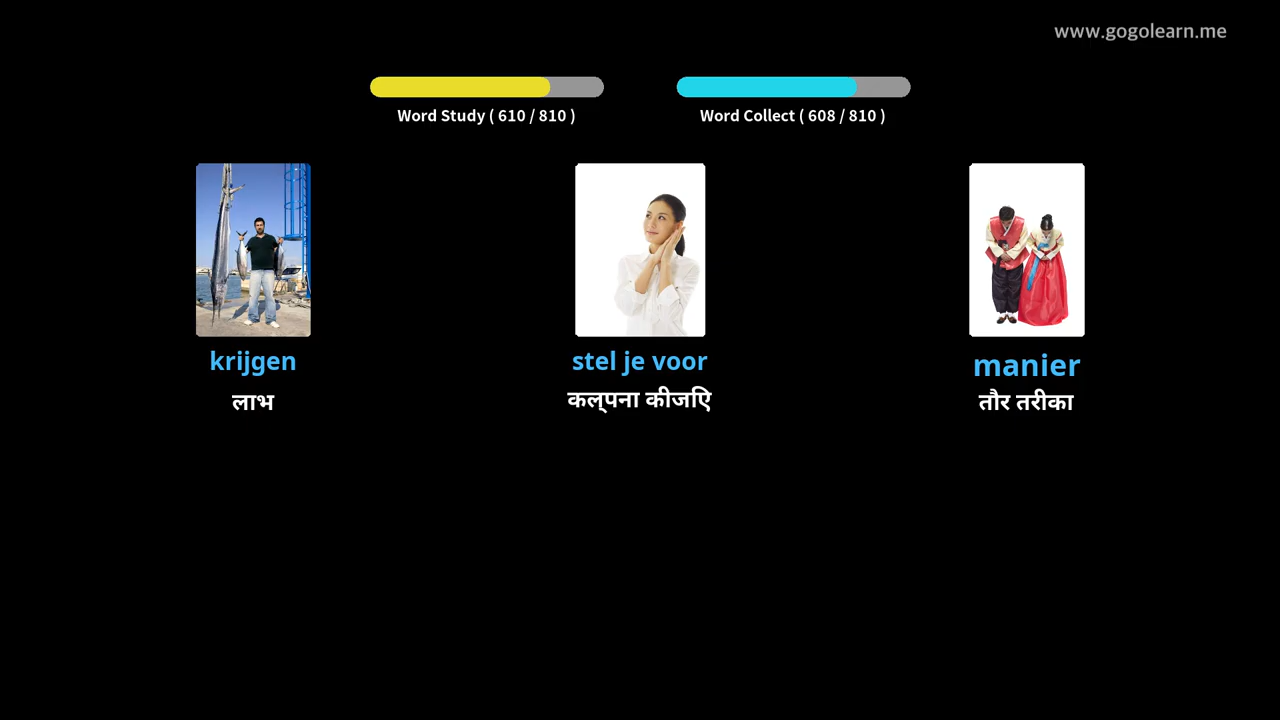 www.gogolearn.me
Word Study ( 610 / 810 )
Word Collect ( 608 / 810 )
krijgen
stel je voor
manier
लाभ
कल्पना कीजिए
तौर तरीका